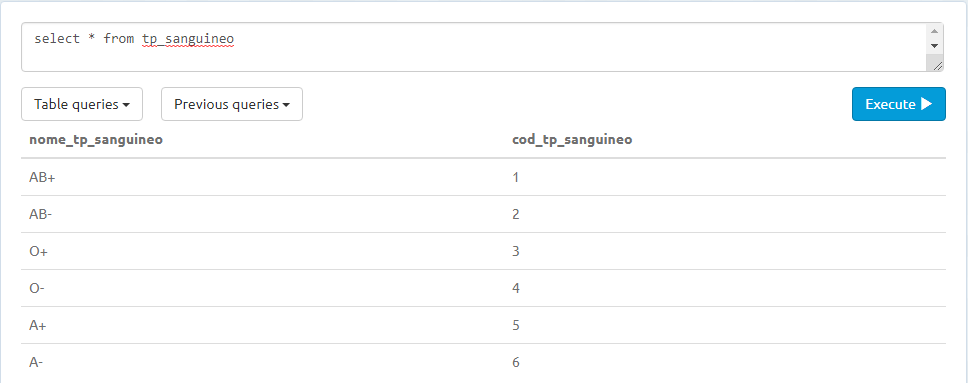 select * from tp_sanguineo
Table queries Previous queries Execute
nome_tp_sanguineo cod_tp_sanguineo
AB+ 1
AB- 2
O+ 3
O- 4
A+ 5
A- 6